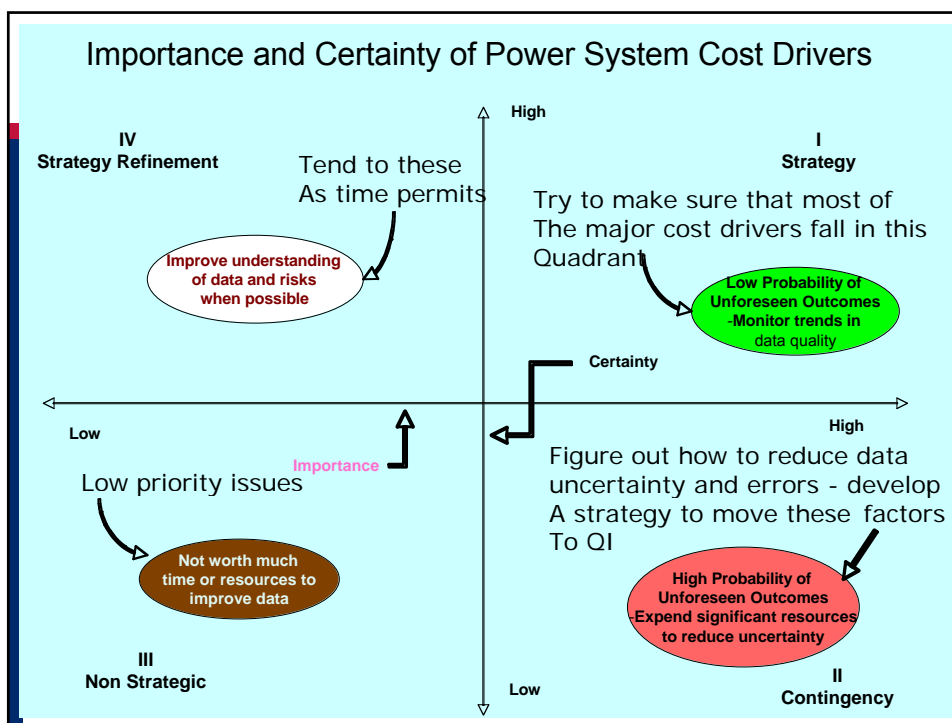 Importance and Certainty of Power System Cost Drivers
High
IV
Strategy Refinement
I
Strategy
Tend to these
As time permits
Try to make sure that most of
The major cost drivers fall in this
Quadrant
Improve understanding
of data and risks
when possible
Low Probability of
Unforeseen Outcomes
-Monitor trends in
data quality
Certainty
Low
High
Importance
Low priority issues
Figure out how to reduce data
uncertainty and errors - develop
A strategy to move these factors
To QI
Not worth much
time or resources to
improve data
High Probability of
Unforeseen Outcomes
-Expend significant resources
to reduce uncertainty
III
Non Strategic
Low
II
Contingency